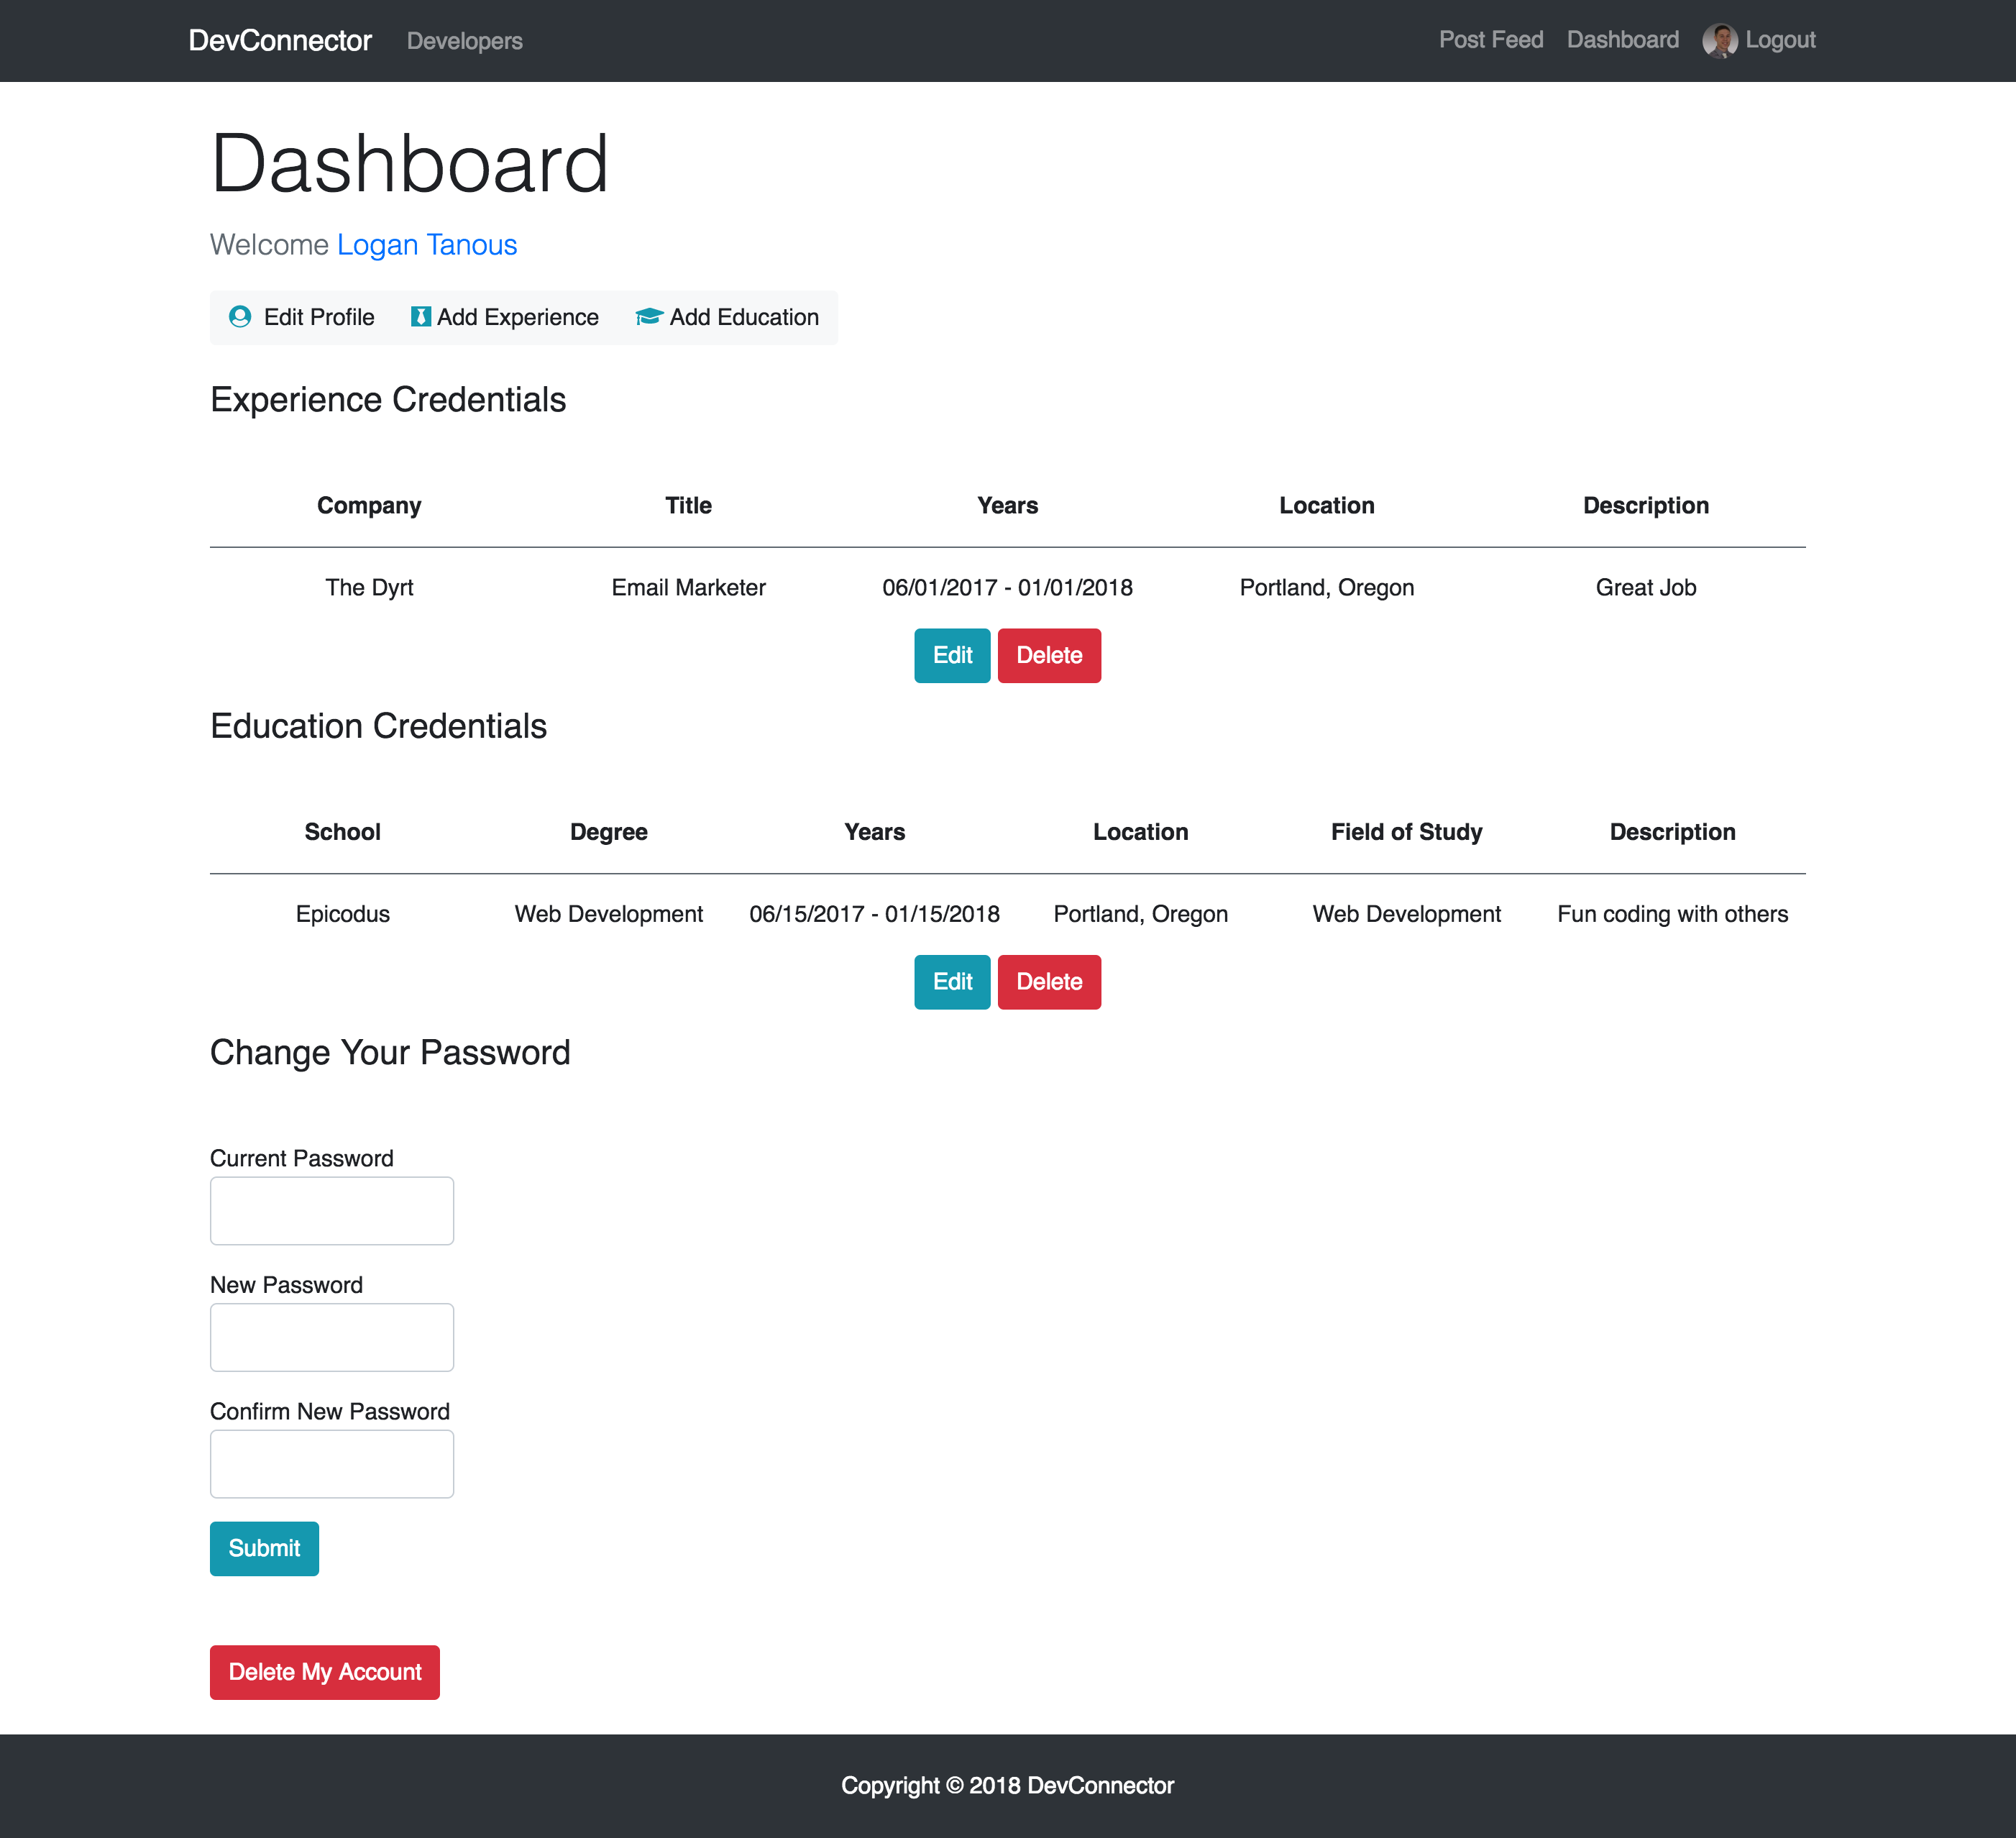 DevConnector Developers Post Feed Dashboard Logout
Dashboard
Welcome Logan Tanous
Edit Profile Add Experience Add Education
Experience Credentials
Company Title Years Location Description
The Dyrt Email Marketer 06/01/2017 - 01/01/2018 Portland, Oregon Great Job
Edit Delete
Education Credentials
School Degree Years Location Field of Study Description
Epicodus Web Development 06/15/2017 - 01/15/2018 Portland, Oregon Web Development Fun coding with others
Edit Delete
Change Your Password
Current Password
New Password
Confirm New Password
Submit
Delete My Account
Copyright © 2018 DevConnector